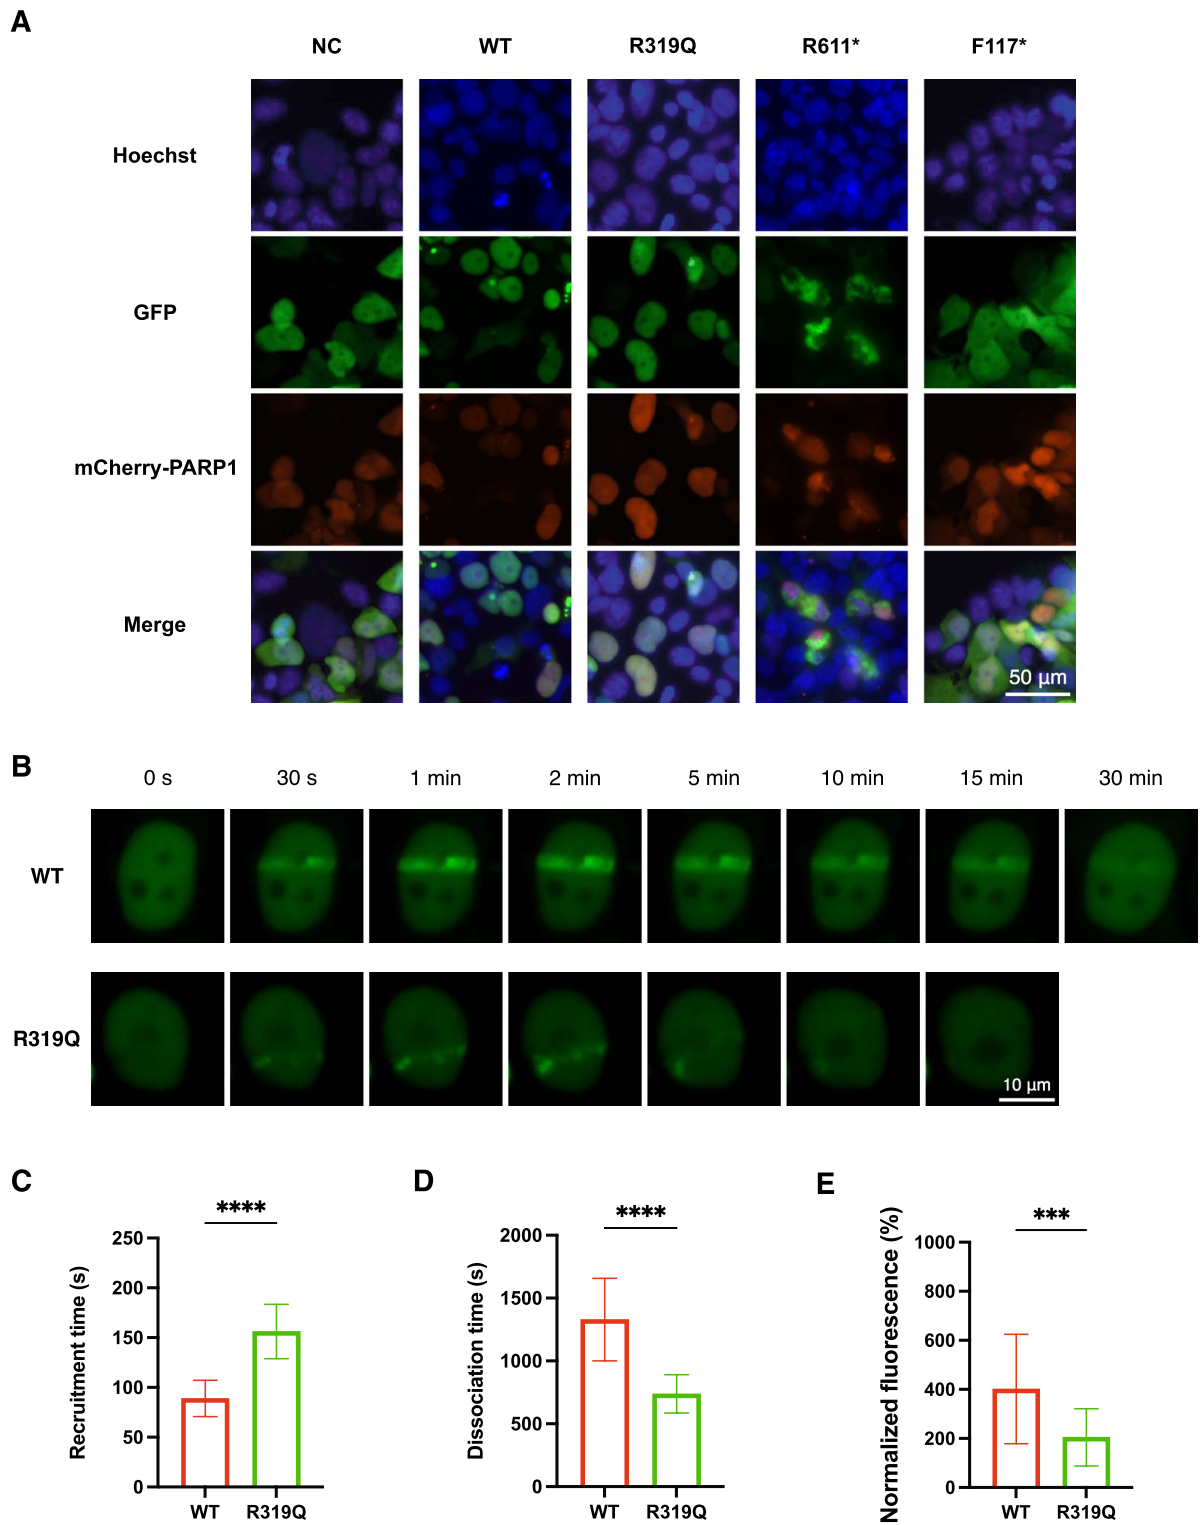 A
NC WT R319Q R611* F117*
Hoechst
GFP
mCherry-PARP1
Merge
50 µm
B
0 s 30 s 1 min 2 min 5 min 10 min 15 min 30 min
WT
R319Q
10 µm
C
****
Recruitment time (s)
250
200
150
100
50
0
WT R319Q
D
****
Dissociation time (s)
2000
1500
1000
500
0
WT R319Q
E
***
Normalized fluorescence (%)
1000
800
600
400
200
0
WT R319Q